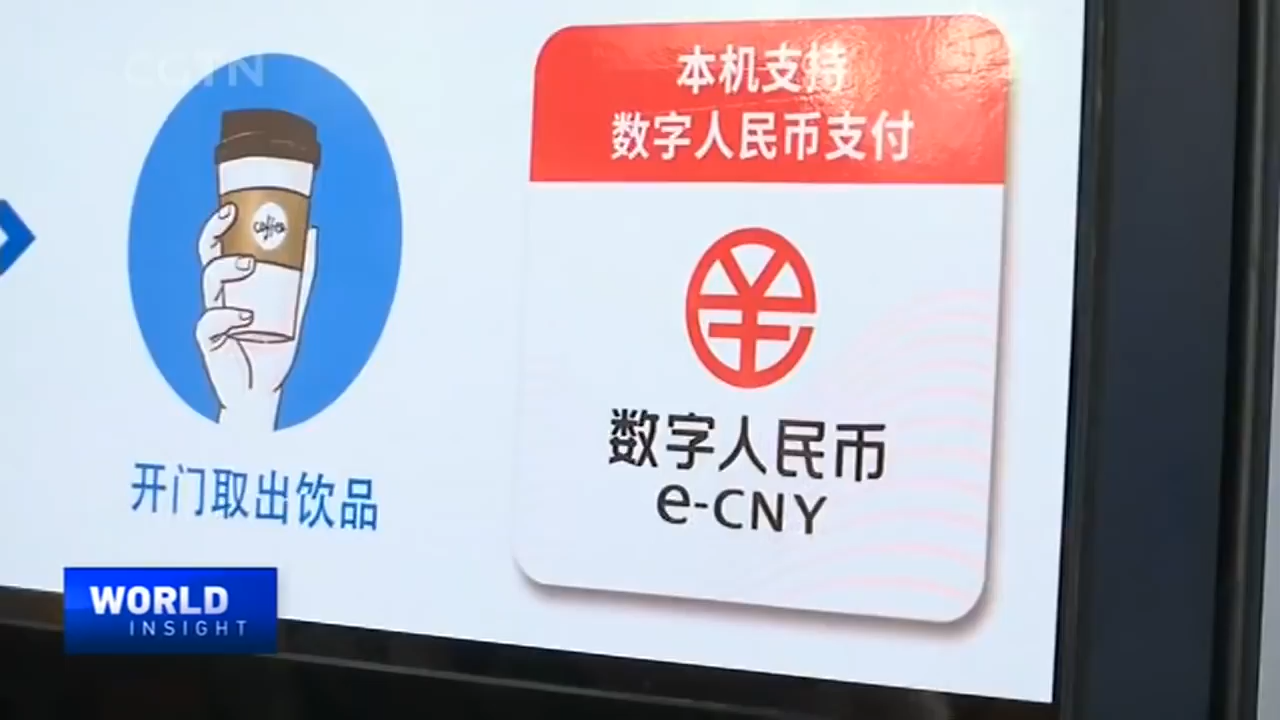 CGTN
本机支持
数字人民币支付
coffee
数字人民币
e-CNY
开门取出饮品
WORLD
INSIGHT